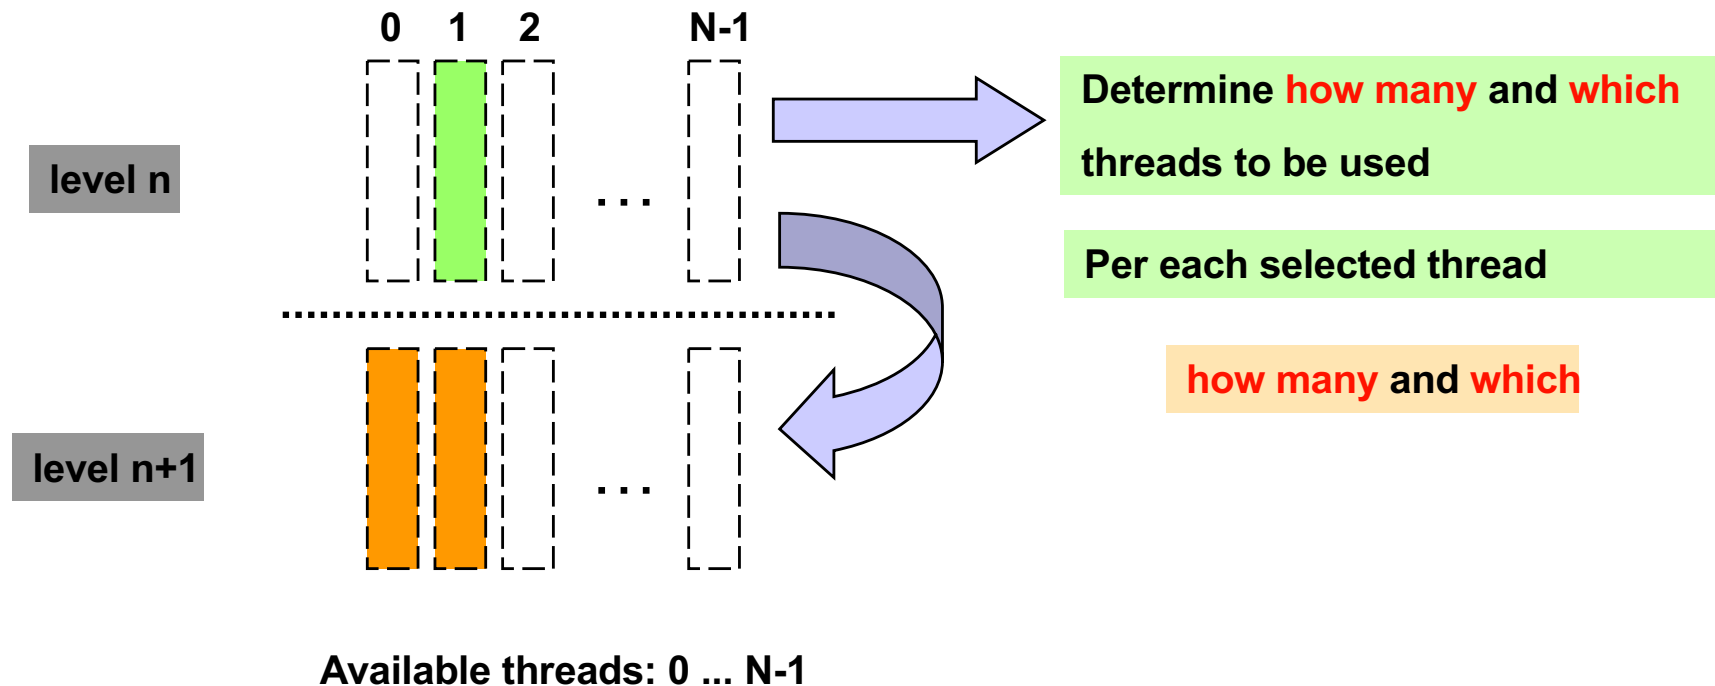 0 1 2 N-1
Determine how many and which
threads to be used
level n
...
Per each selected thread
how many and which
level n+1
...
Available threads: 0 ... N-1